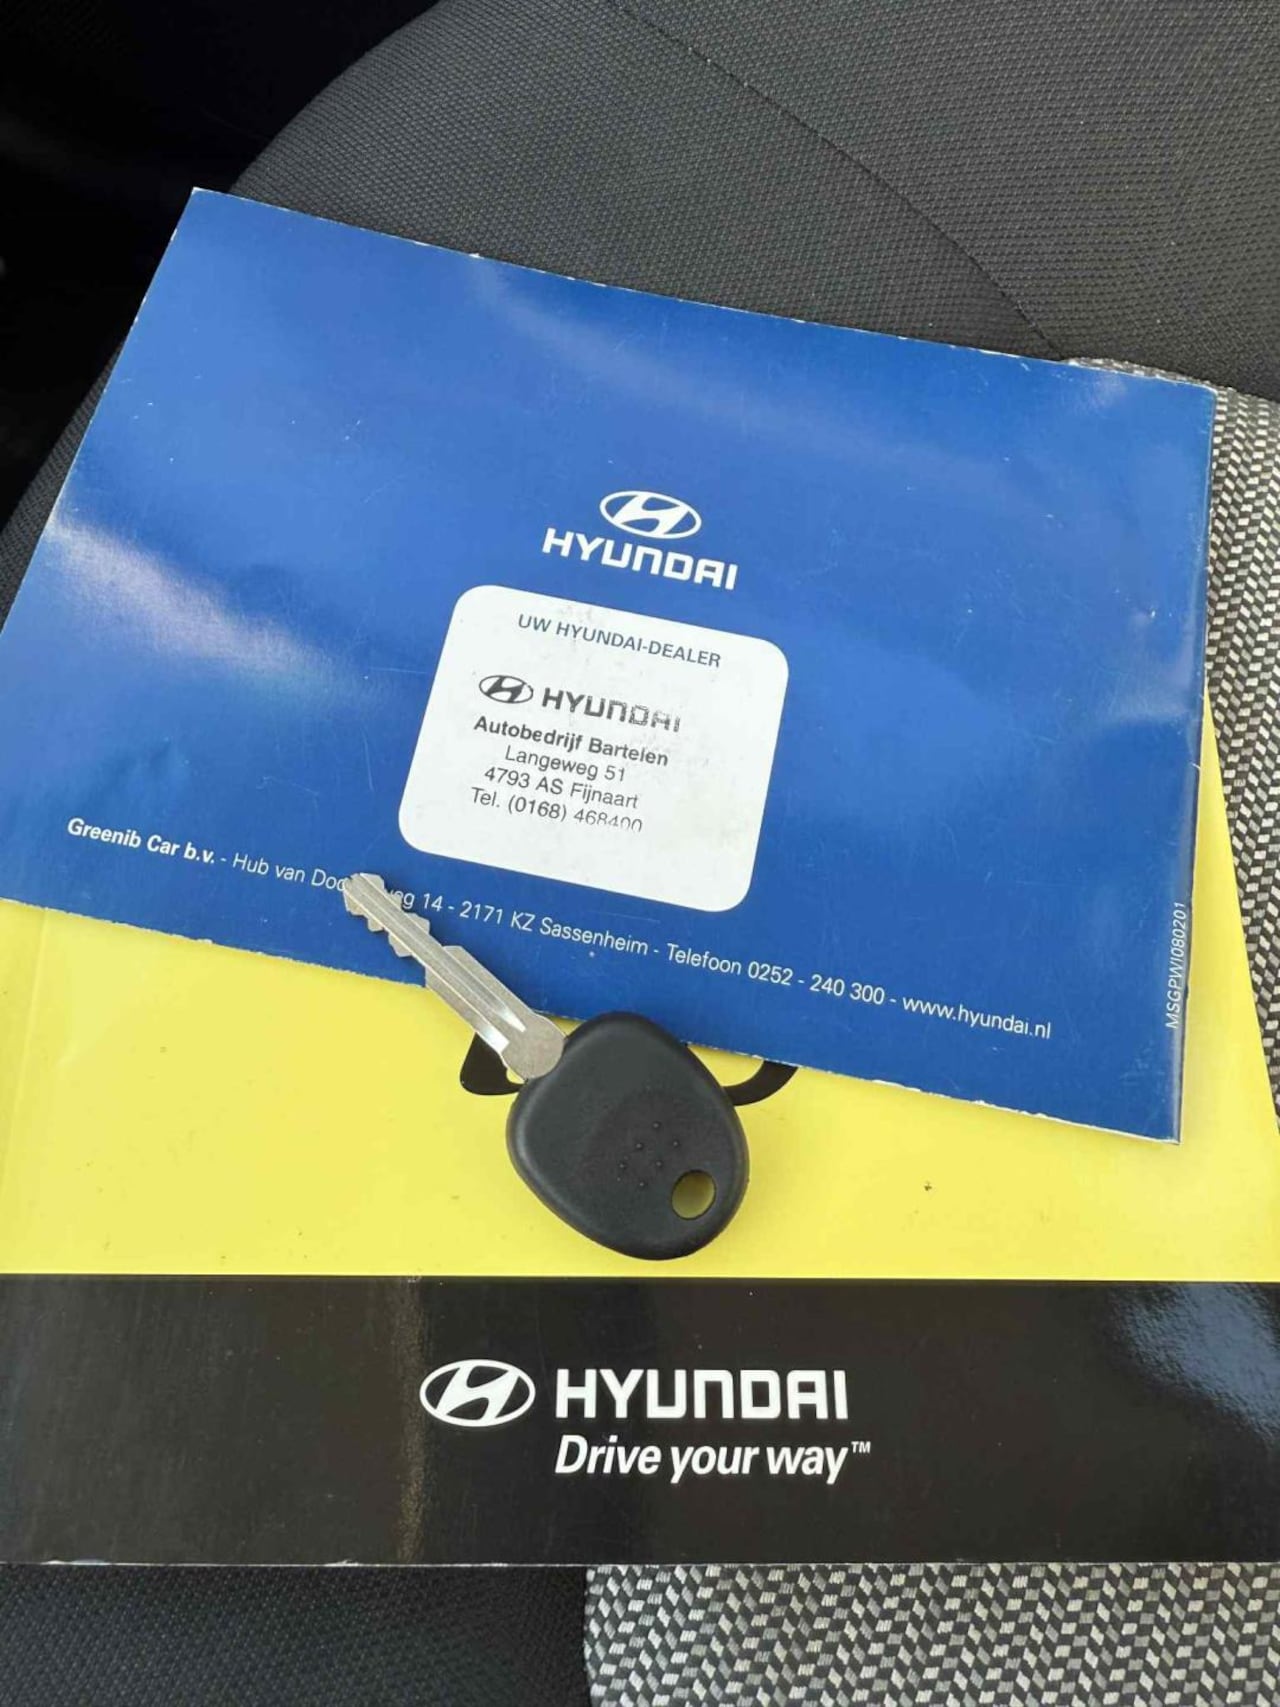 HYUNDAI
UW HYUNDAI-DEALER
HYUNDAI
Autobedrijf Bartelen
Langeweg 51
4793 AS Fijnaart
Tel. (0168) 468400
Greenib Car b.v. - Hub van 14 - 2171 KZ Sassenheim - Telefoon 0252 - 240 300 - www.hyundai.nl
MSGPWI080201
HYUNDAI
Drive your way™